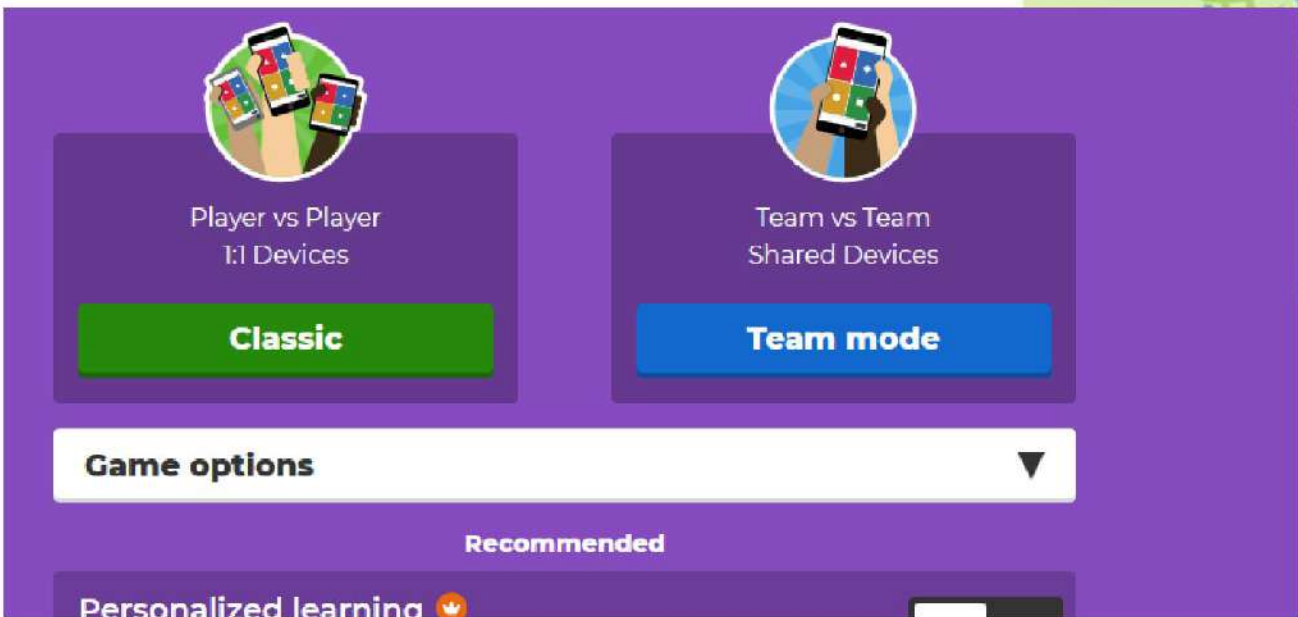 Player vs Player
1:1 Devices
Classic
Team vs Team
Shared Devices
Team mode
Game options
Recommended
Personalized learning